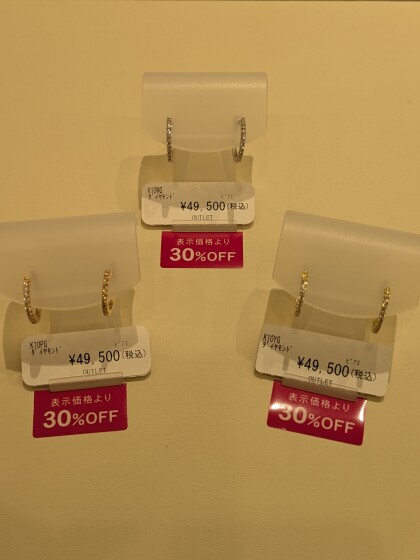 K10WG
ダイヤモンド
ピアス
¥49,500(税込)
OUTLET
表示価格より
30%OFF
K10PG
ダイヤモンド
ピアス
¥49,500(税込)
OUTLET
表示価格より
30%OFF
K10YG
ダイヤモンド
ピアス
¥49,500(税込)
OUTLET
表示価格より
30%OFF